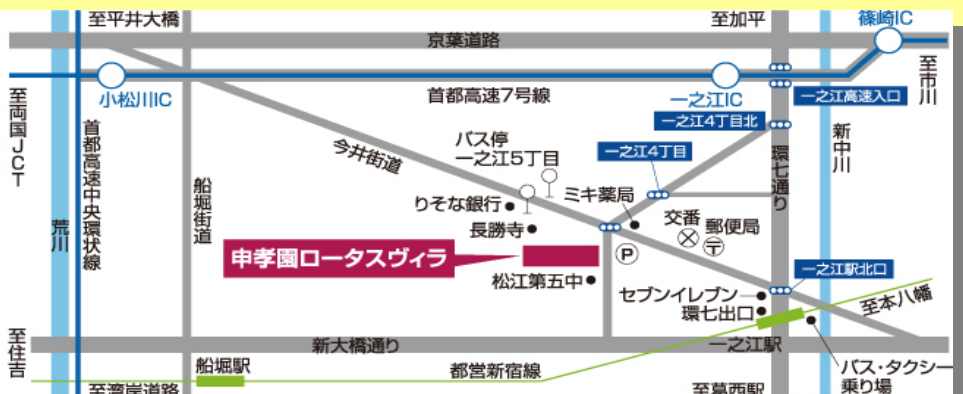 至平井大橋
至加平
篠崎IC
京葉道路
小松川IC
首都高速7号線
一之江IC
一之江高速入口
至市川
至両国JCT
首都高速中央環状線
荒川
船堀街道
今井街道
バス停
一之江5丁目
一之江4丁目北
一之江4丁目
環七通り
新中川
りそな銀行
ミキ薬局
長勝寺
交番
郵便局
P
申孝園ロータスヴィラ
松江第五中
一之江駅北口
セブンイレブン
環七出口
至本八幡
至住吉
新大橋通り
一之江駅
船堀駅
都営新宿線
バス・タクシー
乗り場
至湾岸道路
至葛西駅